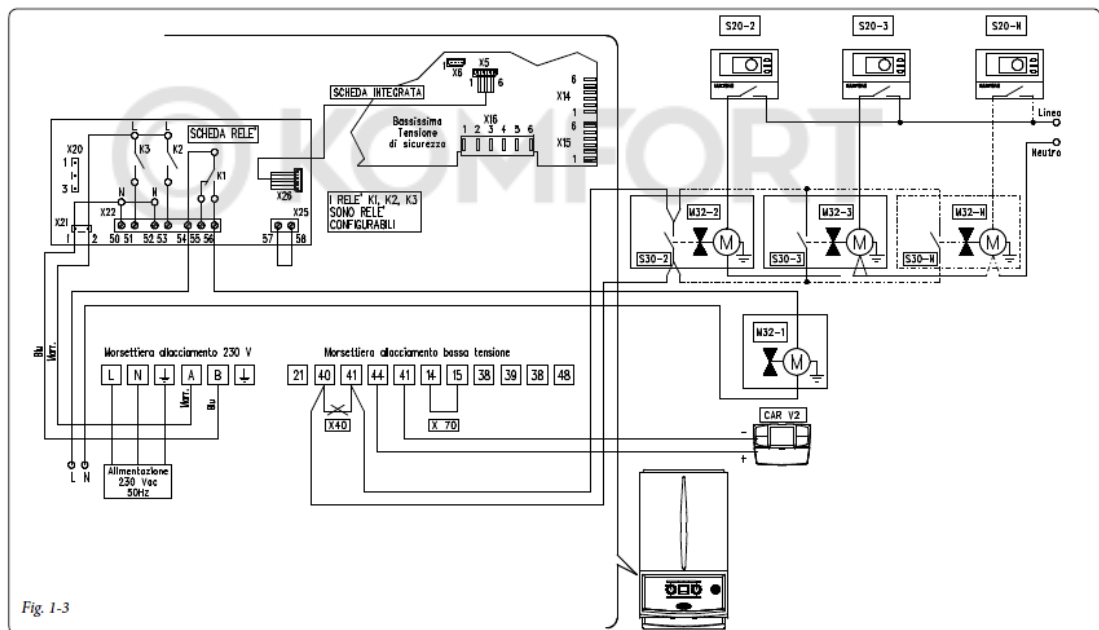 © KOMFORT
S20-2 S20-3 S20-N
Linea
Neutro
1 X6 X5
1 6
SCHEDA INTEGRATA
Bassissima
Tensione
di sicurezza
X16
1 2 3 4 5 6
6
X14
1
6
X15
1
SCHEDA RELE'
L L
K3 K2 K1
X20
1
3
N N
X26
X21
1 2
X22
50 51 52 53 54 55 56
X25
57 58
I RELE' K1, K2, K3
SONO RELE'
CONFIGURABILI
M32-2 M32-3 M32-N
M M M
S30-2 S30-3 S30-N
M32-1
M
Blu
Marr.
Morsettiera allacciamento 230 V
L N A B
Marr.
Blu
L N
Alimentazione
230 Vac
50Hz
Morsettiera allacciamento bassa tensione
21 40 41 44 41 14 15 38 39 38 48
X40 X 70
CAR V2
-
+
Fig. 1-3